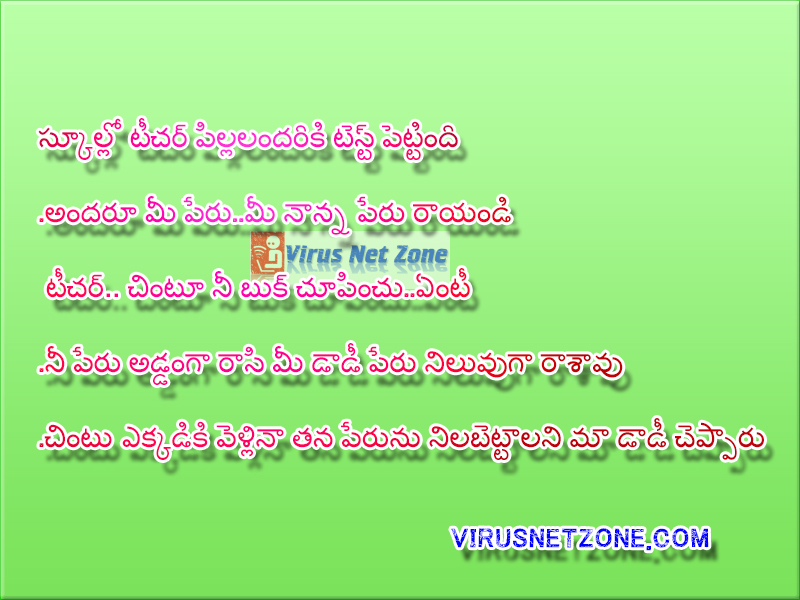 స్కూల్లో టీచర్ పిల్లలందరికి టెస్ట్ పెట్టింది
.అందరూ మీ పేరు..మీ నాన్న పేరు రాయండి
Virus Net Zone
టీచర్.. చింటూ నీ బుక్ చూపించు..ఏంటీ
.నీ పేరు అడ్డంగా రాసి మీ డాడీ పేరు నిలువుగా రాశావు
.చింటు ఎక్కడికి వెళ్లినా తన పేరును నిలబెట్టాలని మా డాడీ చెప్పారు
VIRUSNETZONE.COM